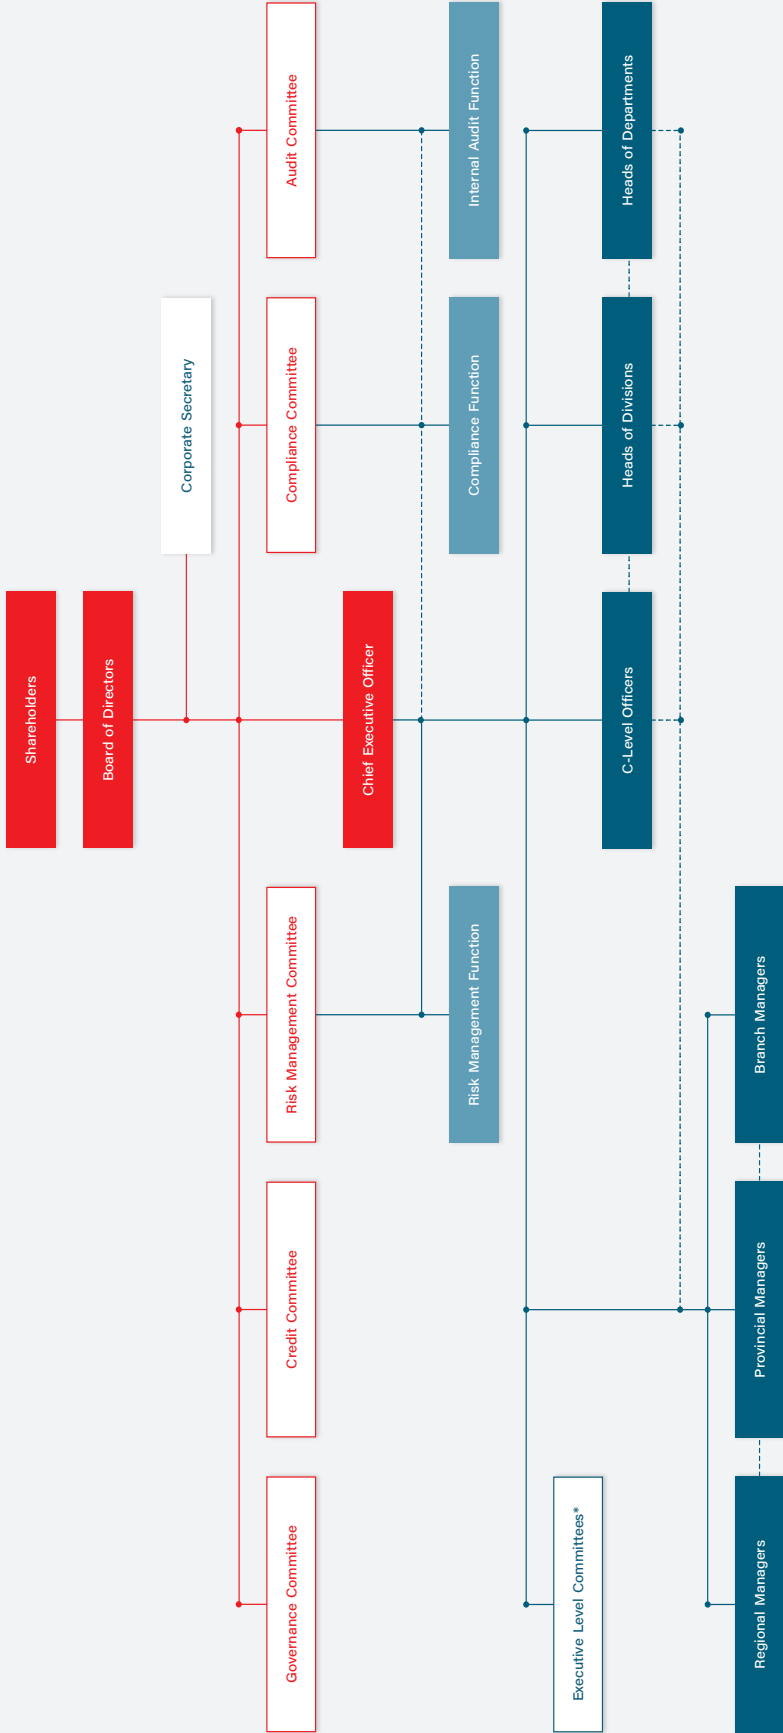 Shareholders
Board of Directors
Corporate Secretary
Governance Committee
Credit Committee
Risk Management Committee
Compliance Committee
Audit Committee
Chief Executive Officer
Risk Management Function
Compliance Function
Internal Audit Function
Executive Level Committees*
C-Level Officers
Heads of Divisions
Heads of Departments
Regional Managers
Provincial Managers
Branch Managers